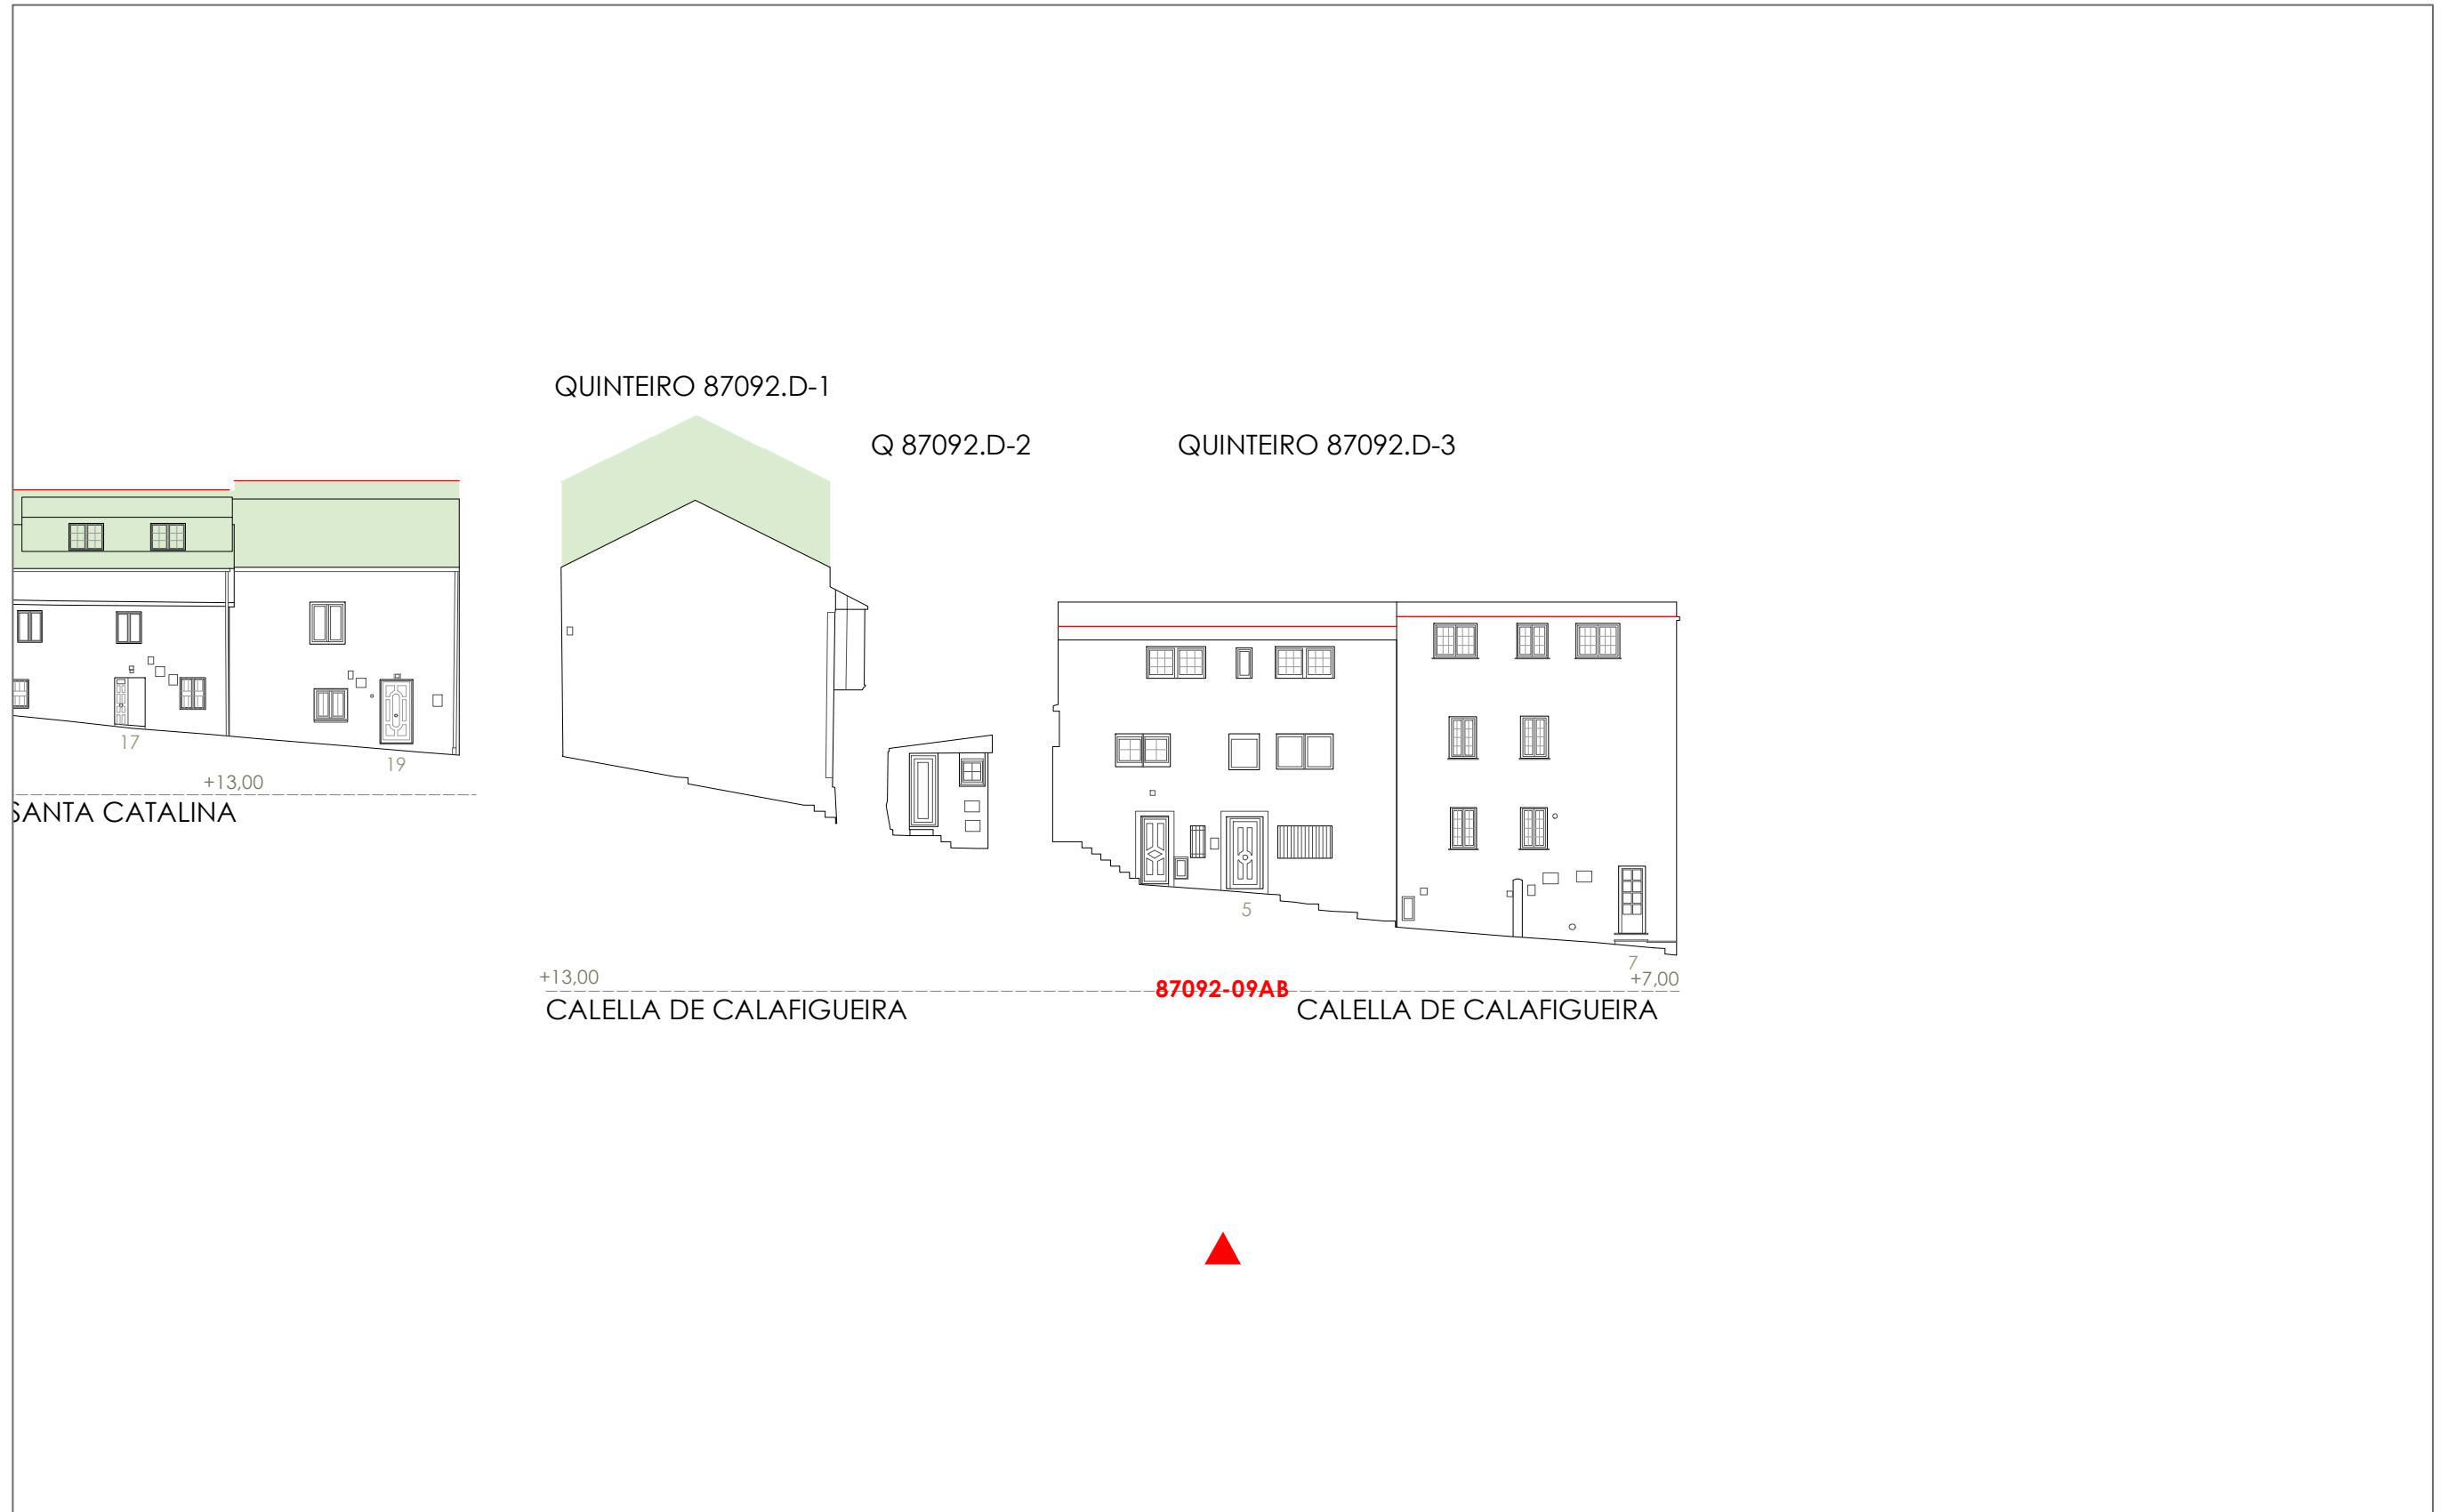 QUINTEIRO 87092.D-1
Q 87092.D-2
QUINTEIRO 87092.D-3
17
19
+13,00
SANTA CATALINA
5
7
+13,00
87092-09AB
+7,00
CALELLA DE CALAFIGUEIRA
CALELLA DE CALAFIGUEIRA